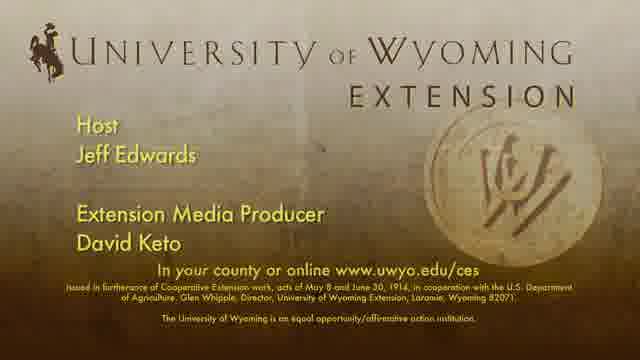 UNIVERSITY OF WYOMING
EXTENSION
Host
Jeff Edwards
Extension Media Producer
David Keto
In your county or online www.uwyo.edu/ces
Issued in furtherance of Cooperative Extension work, acts of May 8 and June 30, 1914, in cooperation with the U.S. Department
of Agriculture. Glen Whipple, Director, University of Wyoming Extension, Laramie, Wyoming 82071.
The University of Wyoming is an equal opportunity/affirmative action institution.